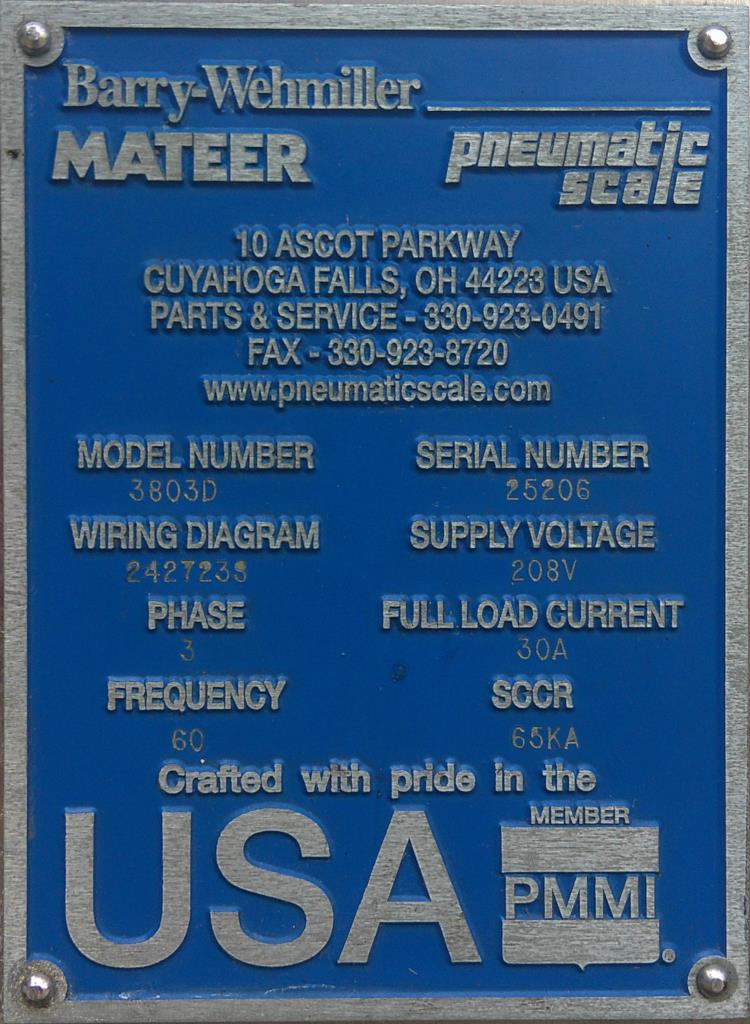 Barry-Wehmiller
MATEER pneumatic scale
10 ASCOT PARKWAY
CUYAHOGA FALLS, OH 44223 USA
PARTS & SERVICE - 330-923-0491
FAX - 330-923-8720
www.pneumaticscale.com
MODEL NUMBER SERIAL NUMBER
3803D 25206
WIRING DIAGRAM SUPPLY VOLTAGE
242723S 208V
PHASE FULL LOAD CURRENT
3 30A
FREQUENCY SCCR
60 65KA
Crafted with pride in the
USA
MEMBER
PMMI
®